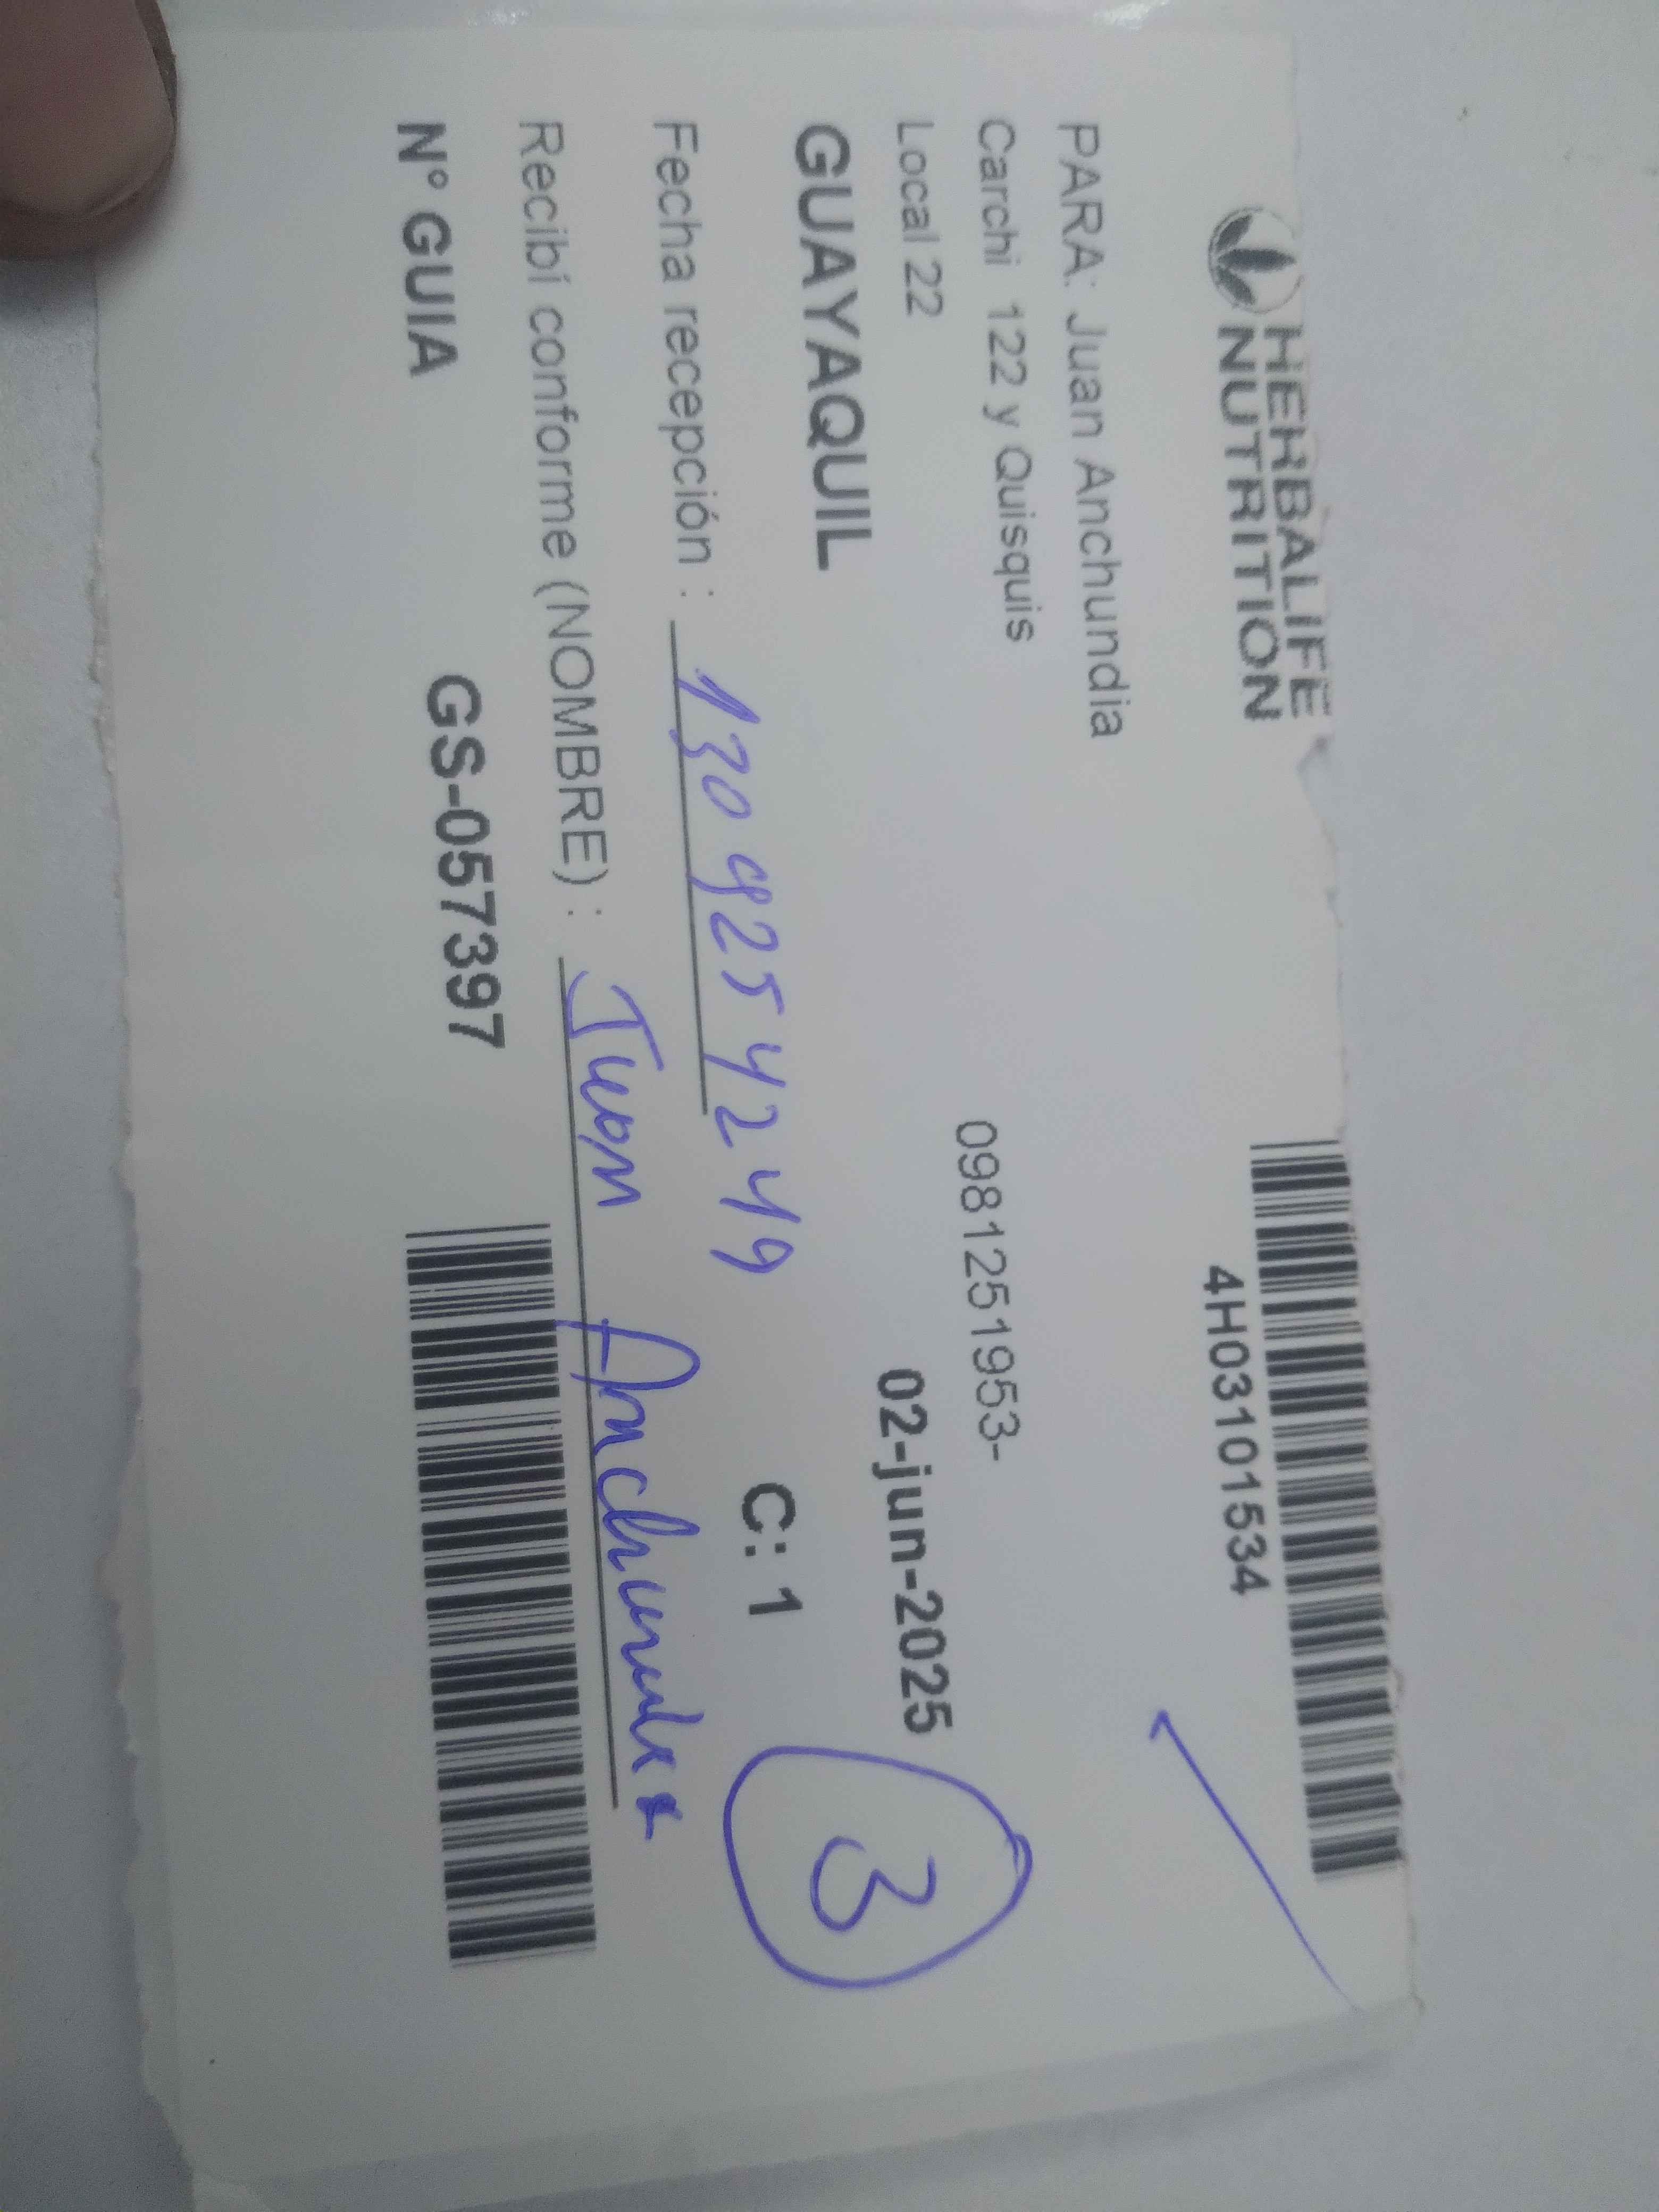 HERBALIFE
NUTRITION
4H03101534
PARA: Juan Anchundia
Carchi 122 y Quisquis
0981251953-
Local 22
02-jun-2025
GUAYAQUIL
C: 1
3
Fecha recepción : 1309254249
Recibí conforme (NOMBRE) : Juan Anchundia
N° GUIA GS-057397